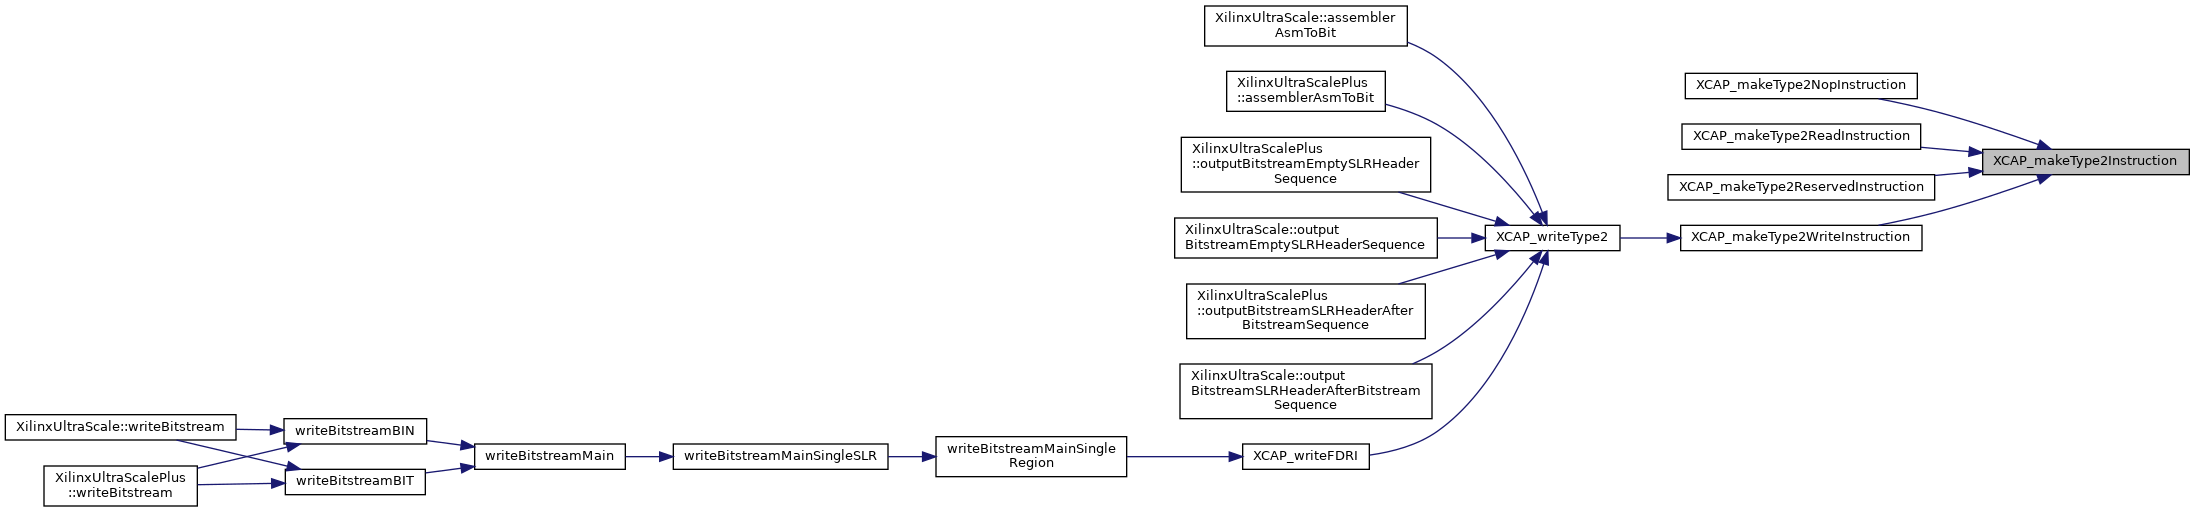 XilinxUltraScale::assembler
AsmToBit
XilinxUltraScalePlus
::assemblerAsmToBit
XCAP_makeType2NopInstruction
XCAP_makeType2ReadInstruction
XilinxUltraScalePlus
::outputBitstreamEmptySLRHeader
Sequence
XCAP_makeType2Instruction
XCAP_makeType2ReservedInstruction
XilinxUltraScale::output
BitstreamEmptySLRHeaderSequence
XCAP_writeType2
XCAP_makeType2WriteInstruction
XilinxUltraScalePlus
::outputBitstreamSLRHeaderAfter
BitstreamSequence
XilinxUltraScale::output
BitstreamSLRHeaderAfterBitstream
Sequence
XilinxUltraScale::writeBitstream
writeBitstreamBIN
writeBitstreamMain
writeBitstreamMainSingleSLR
writeBitstreamMainSingle
Region
XCAP_writeFDRI
XilinxUltraScalePlus
::writeBitstream
writeBitstreamBIT